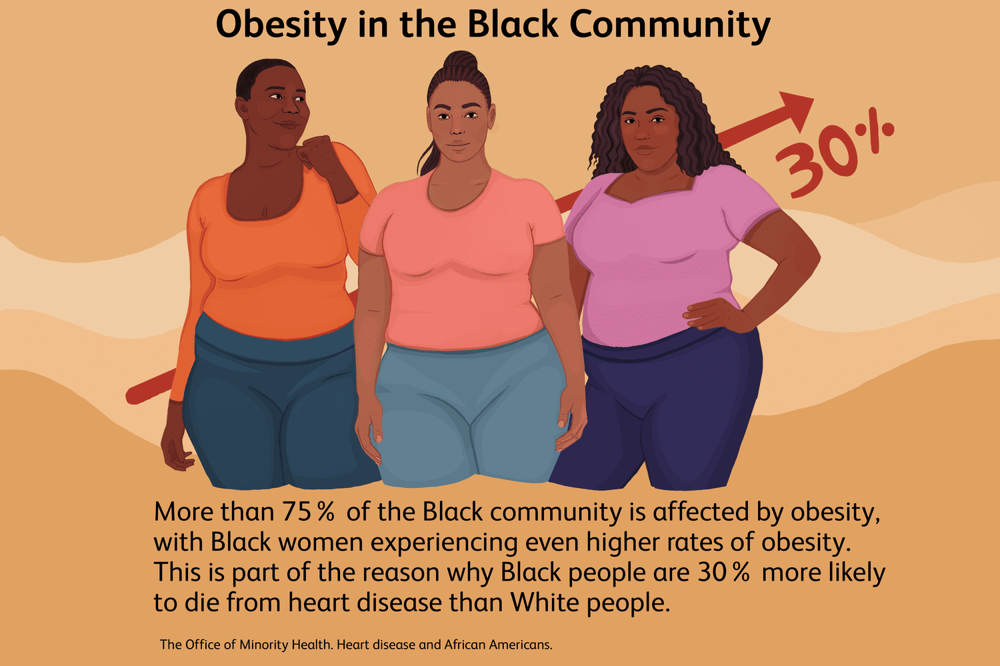 Obesity in the Black Community
30%
More than 75% of the Black community is affected by obesity,
with Black women experiencing even higher rates of obesity.
This is part of the reason why Black people are 30% more likely
to die from heart disease than White people.
The Office of Minority Health. Heart disease and African Americans.